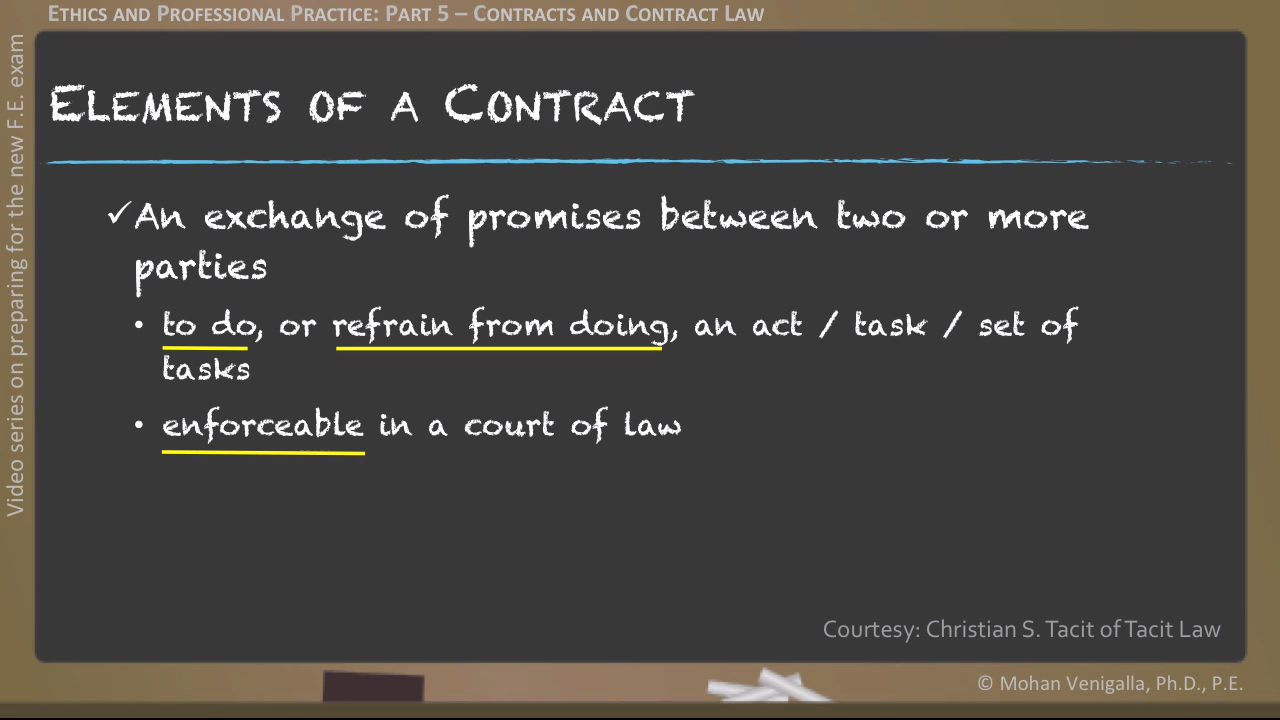 Ethics and Professional Practice: Part 5 – Contracts and Contract Law
Video series on preparing for the new F.E. exam
Elements of a Contract
✓An exchange of promises between two or more
parties
• to do, or refrain from doing, an act / task / set of
tasks
• enforceable in a court of law
Courtesy: Christian S. Tacit of Tacit Law
© Mohan Venigalla, Ph.D., P.E.